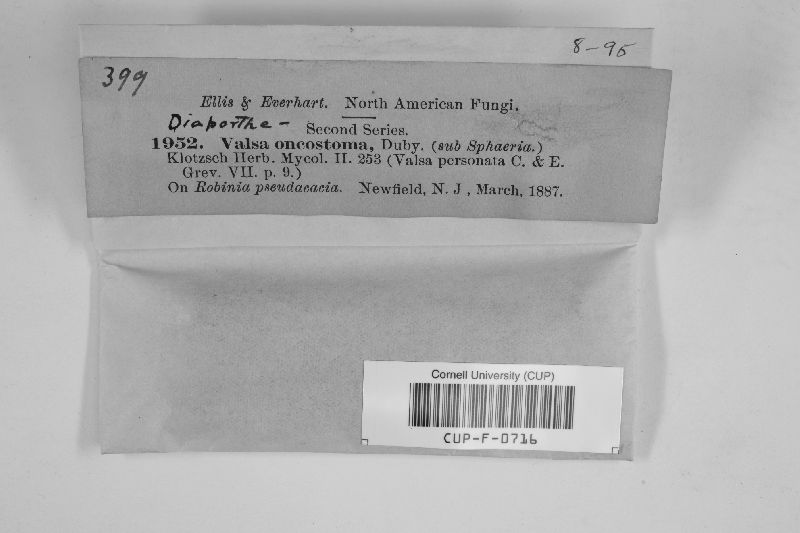 8-95
399
Ellis & Everhart. North American Fungi.
Diaporthe - Second Series.
1952. Valsa oncostoma, Duby. (sub Sphaeria.)
Klotzsch Herb. Mycol. II. 253 (Valsa personata C. & E.
Grev. VII. p. 9.)
On Robinia pseudacacia. Newfield, N. J , March, 1887.
Cornell University (CUP)
CUP-F-0716